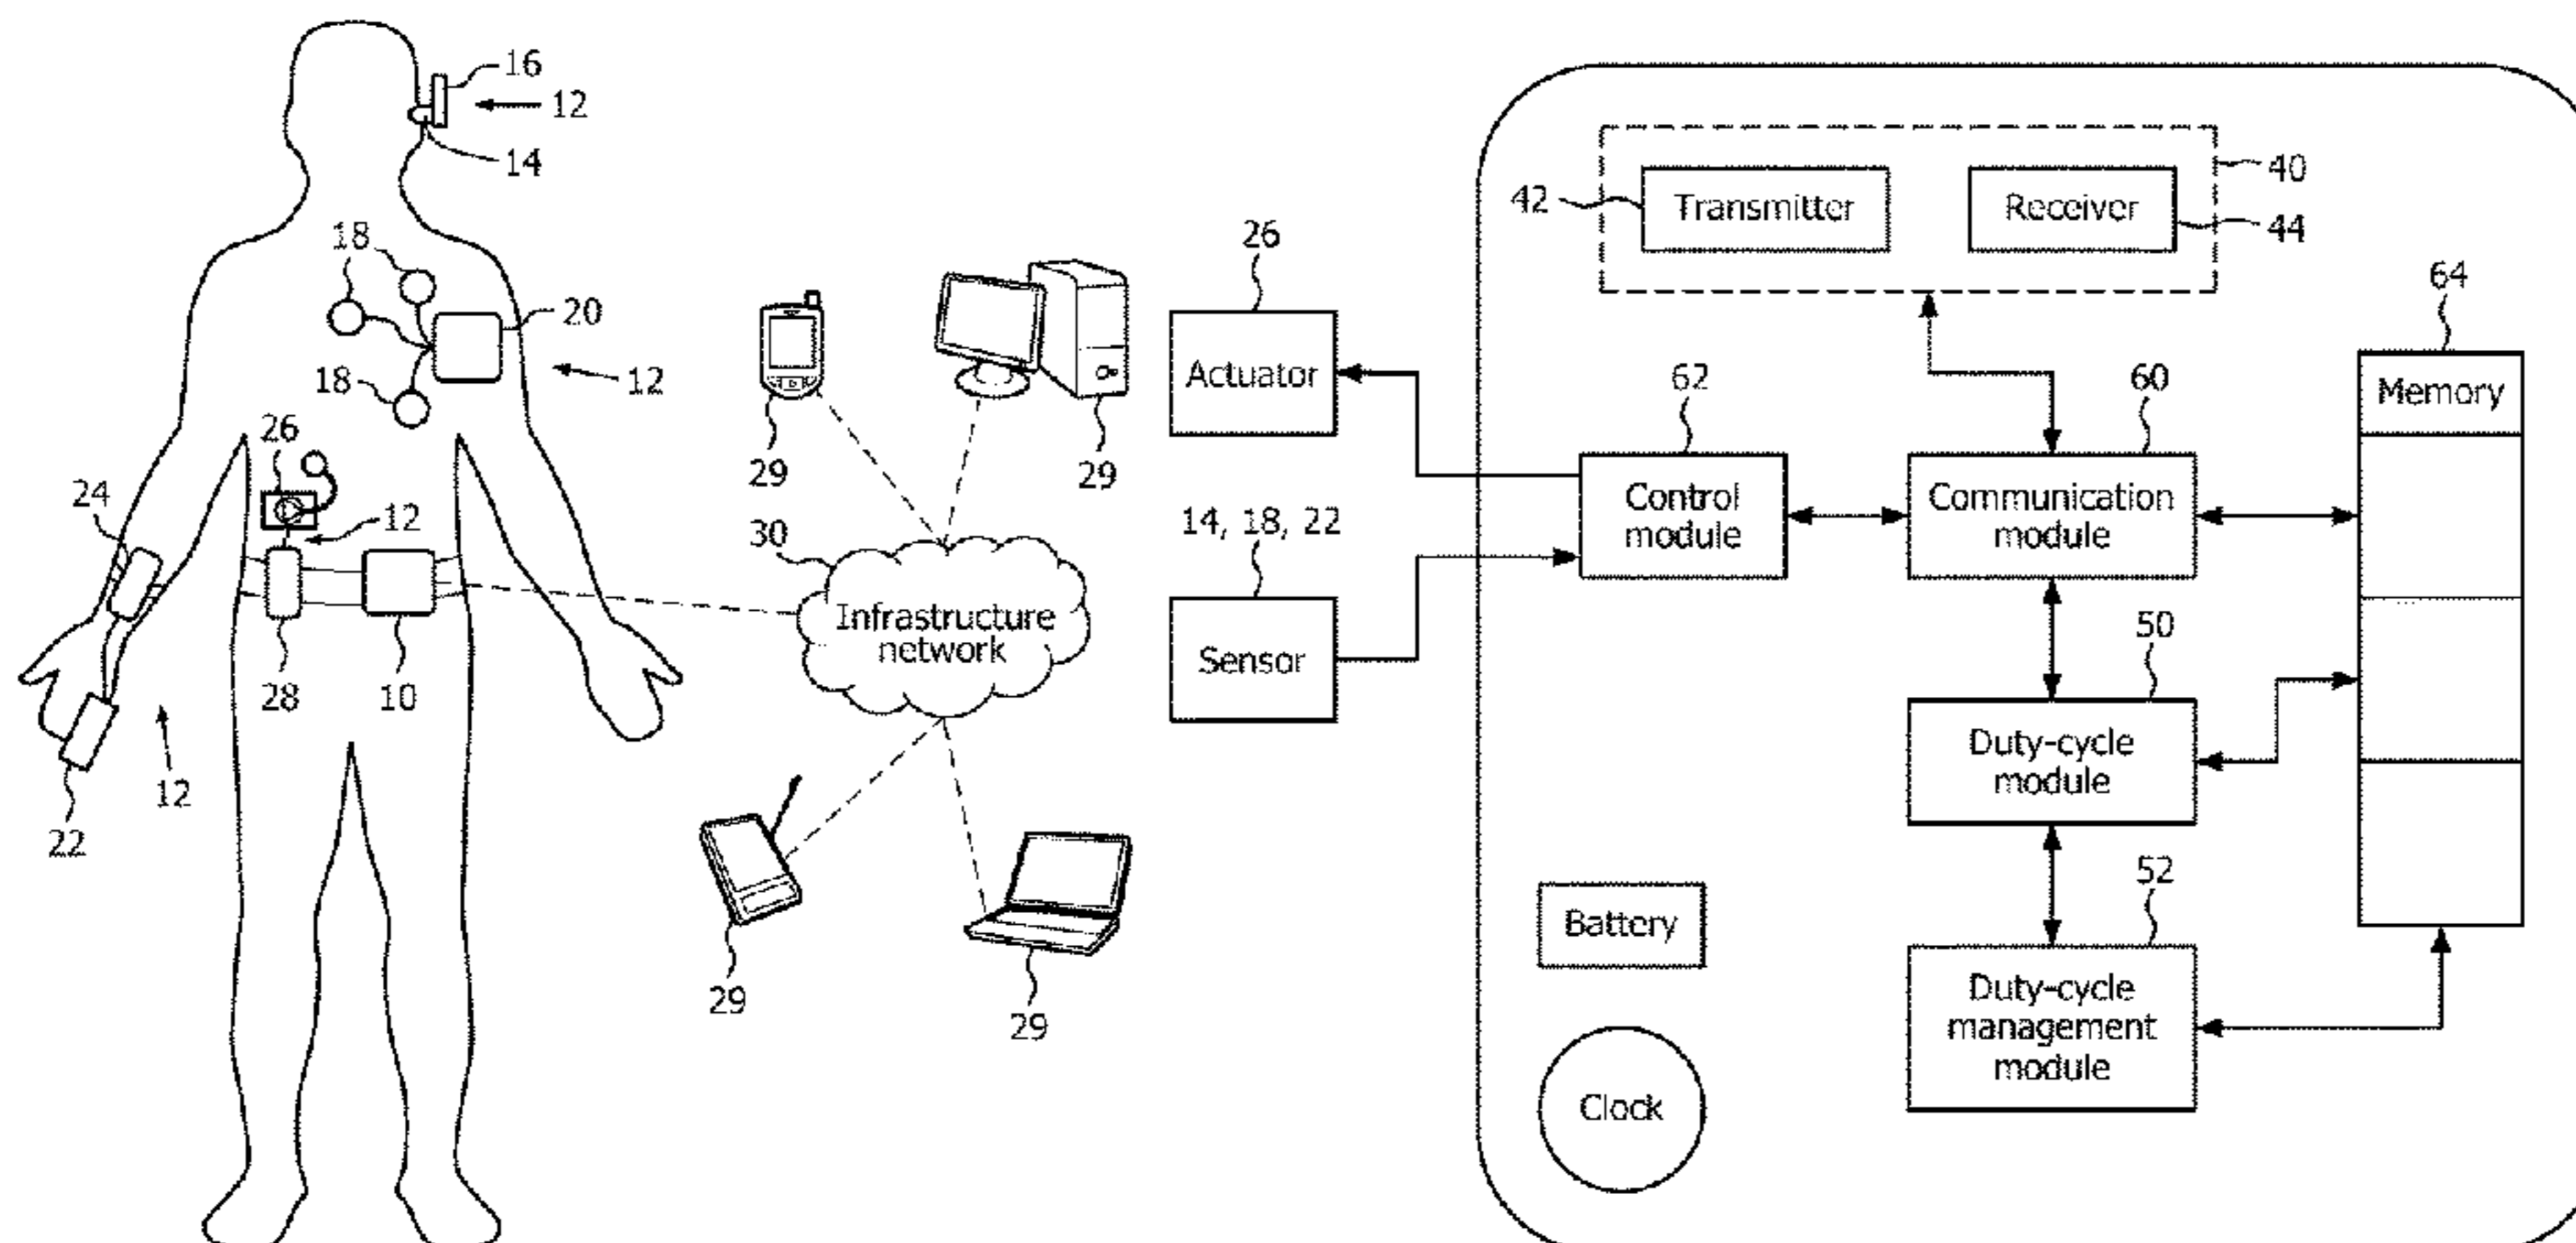 16
12
14
18
20
18
12
26
24
12
28
10
22
12
29
29
30
Infrastructure
network
29
29
26
Actuator
14, 18, 22
Sensor
40
42
Transmitter
Receiver
44
64
Memory
62
Control
module
60
Communication
module
50
Duty-cycle
module
52
Duty-cycle
management
module
Battery
Clock